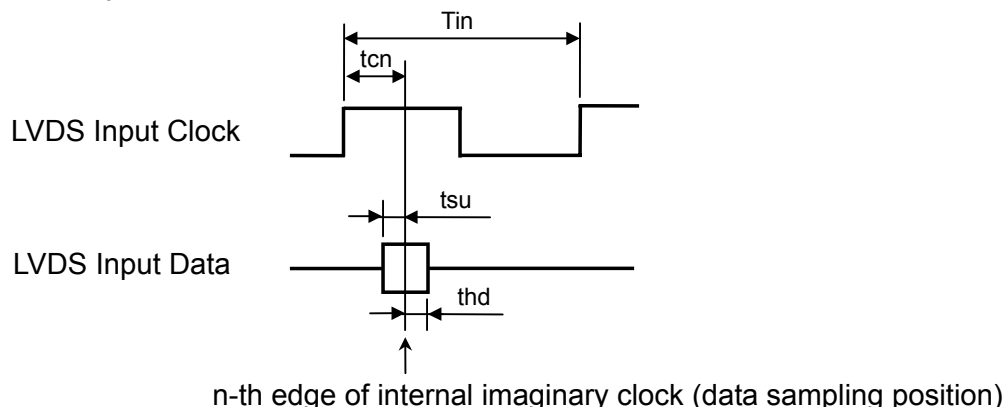 Tin
tcn
LVDS Input Clock
tsu
LVDS Input Data
thd
n-th edge of internal imaginary clock (data sampling position)